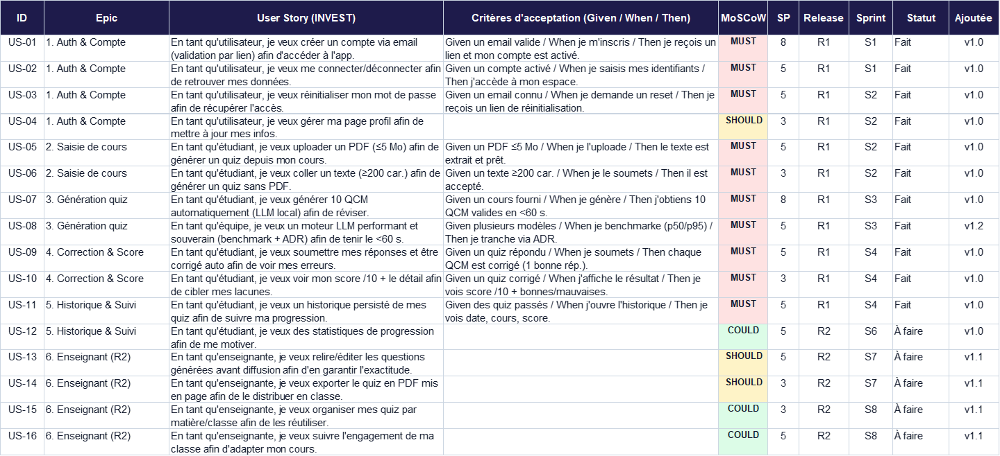 ID Epic User Story (INVEST) Critères d'acceptation (Given / When / Then) MoSCoW SP Release Sprint Statut Ajoutée
US-01 1. Auth & Compte En tant qu'utilisateur, je veux créer un compte via email Given un email valide / When je m'inscris / Then je reçois un MUST 8 R1 S1 Fait v1.0
(validation par lien) afin d'accéder à l'app. lien et mon compte est activé.
US-02 1. Auth & Compte En tant qu'utilisateur, je veux me connecter/déconnecter afin Given un compte activé / When je saisis mes identifiants / MUST 5 R1 S1 Fait v1.0
de retrouver mes données. Then j'accède à mon espace.
US-03 1. Auth & Compte En tant qu'utilisateur, je veux réinitialiser mon mot de passe Given un email connu / When je demande un reset / Then je MUST 5 R1 S2 Fait v1.0
afin de récupérer l'accès. reçois un lien de réinitialisation.
US-04 1. Auth & Compte En tant qu'utilisateur, je veux gérer ma page profil afin de SHOULD 3 R1 S2 Fait v1.0
mettre à jour mes infos.
US-05 2. Saisie de cours En tant qu'étudiant, je veux uploader un PDF (≤5 Mo) afin de Given un PDF ≤5 Mo / When je l'uploade / Then le texte est MUST 5 R1 S2 Fait v1.0
générer un quiz depuis mon cours. extrait et prêt.
US-06 2. Saisie de cours En tant qu'étudiant, je veux coller un texte (≥200 car.) afin de Given un texte ≥200 car. / When je le soumets / Then il est MUST 3 R1 S2 Fait v1.0
générer un quiz sans PDF. accepté.
US-07 3. Génération quiz En tant qu'étudiant, je veux générer 10 QCM Given un cours fourni / When je génère / Then j'obtiens 10 MUST 8 R1 S3 Fait v1.0
automatiquement (LLM local) afin de réviser. QCM valides en <60 s.
US-08 3. Génération quiz En tant qu'équipe, je veux un moteur LLM performant et Given plusieurs modèles / When je benchmarke (p50/p95) / MUST 5 R1 S3 Fait v1.2
souverain (benchmark + ADR) afin de tenir le <60 s. Then je tranche via ADR.
US-09 4. Correction & Score En tant qu'étudiant, je veux soumettre mes réponses et être Given un quiz répondu / When je soumets / Then chaque MUST 5 R1 S4 Fait v1.0
corrigé auto afin de voir mes erreurs. QCM est corrigé (1 bonne rép.).
US-10 4. Correction & Score En tant qu'étudiant, je veux voir mon score /10 + le détail afin Given un quiz corrigé / When j'affiche le résultat / Then je MUST 3 R1 S4 Fait v1.0
de cibler mes lacunes. vois score /10 + bonnes/mauvaises.
US-11 5. Historique & Suivi En tant qu'étudiant, je veux un historique persisté de mes Given des quiz passés / When j'ouvre l'historique / Then je MUST 5 R1 S4 Fait v1.0
quiz afin de suivre ma progression. vois date, cours, score.
US-12 5. Historique & Suivi En tant qu'étudiant, je veux des statistiques de progression COULD 5 R2 S6 À faire v1.0
afin de me motiver.
US-13 6. Enseignant (R2) En tant qu'enseignante, je veux relire/éditer les questions SHOULD 5 R2 S7 À faire v1.1
générées avant diffusion afin d'en garantir l'exactitude.
US-14 6. Enseignant (R2) En tant qu'enseignante, je veux exporter le quiz en PDF mis SHOULD 3 R2 S7 À faire v1.1
en page afin de le distribuer en classe.
US-15 6. Enseignant (R2) En tant qu'enseignante, je veux organiser mes quiz par COULD 3 R2 S8 À faire v1.1
matière/classe afin de les réutiliser.
US-16 6. Enseignant (R2) En tant qu'enseignante, je veux suivre l'engagement de ma COULD 5 R2 S8 À faire v1.1
classe afin d'adapter mon cours.